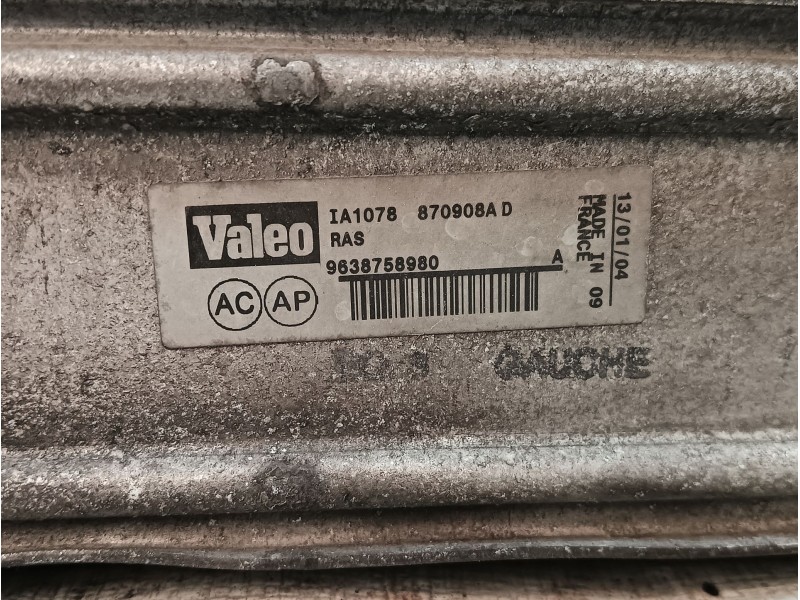 Valeo
IA1078 870908A D
RAS
9638758980 A
AC AP
13/01/04
MADE IN 09
FRANCE
GAUCHE